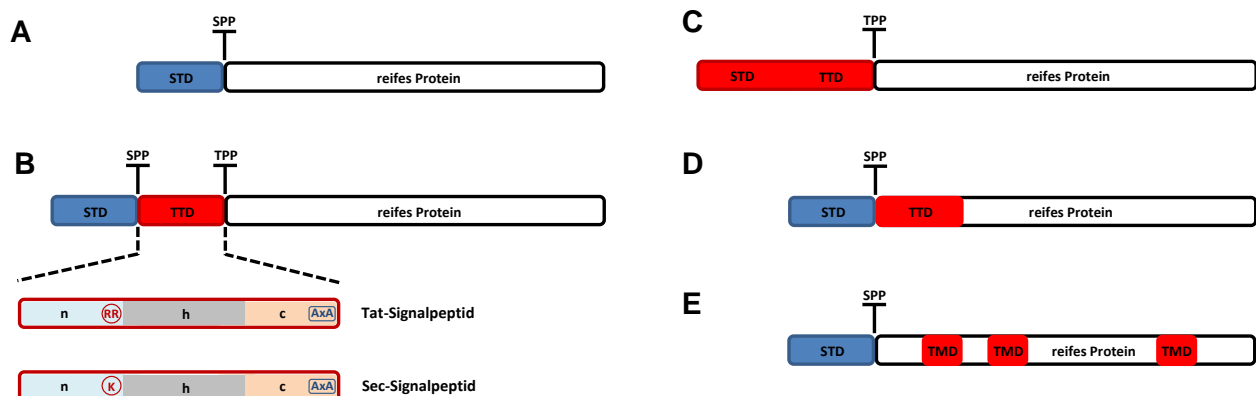 A
SPP
STD
reifes Protein
B
SPP
TPP
STD
TTD
reifes Protein
n
RR
h
c
AxA
Tat-Signalpeptid
n
K
h
c
AxA
Sec-Signalpeptid
C
TPP
STD
TTD
reifes Protein
D
SPP
STD
TTD
reifes Protein
E
SPP
STD
TMD
TMD
reifes Protein
TMD